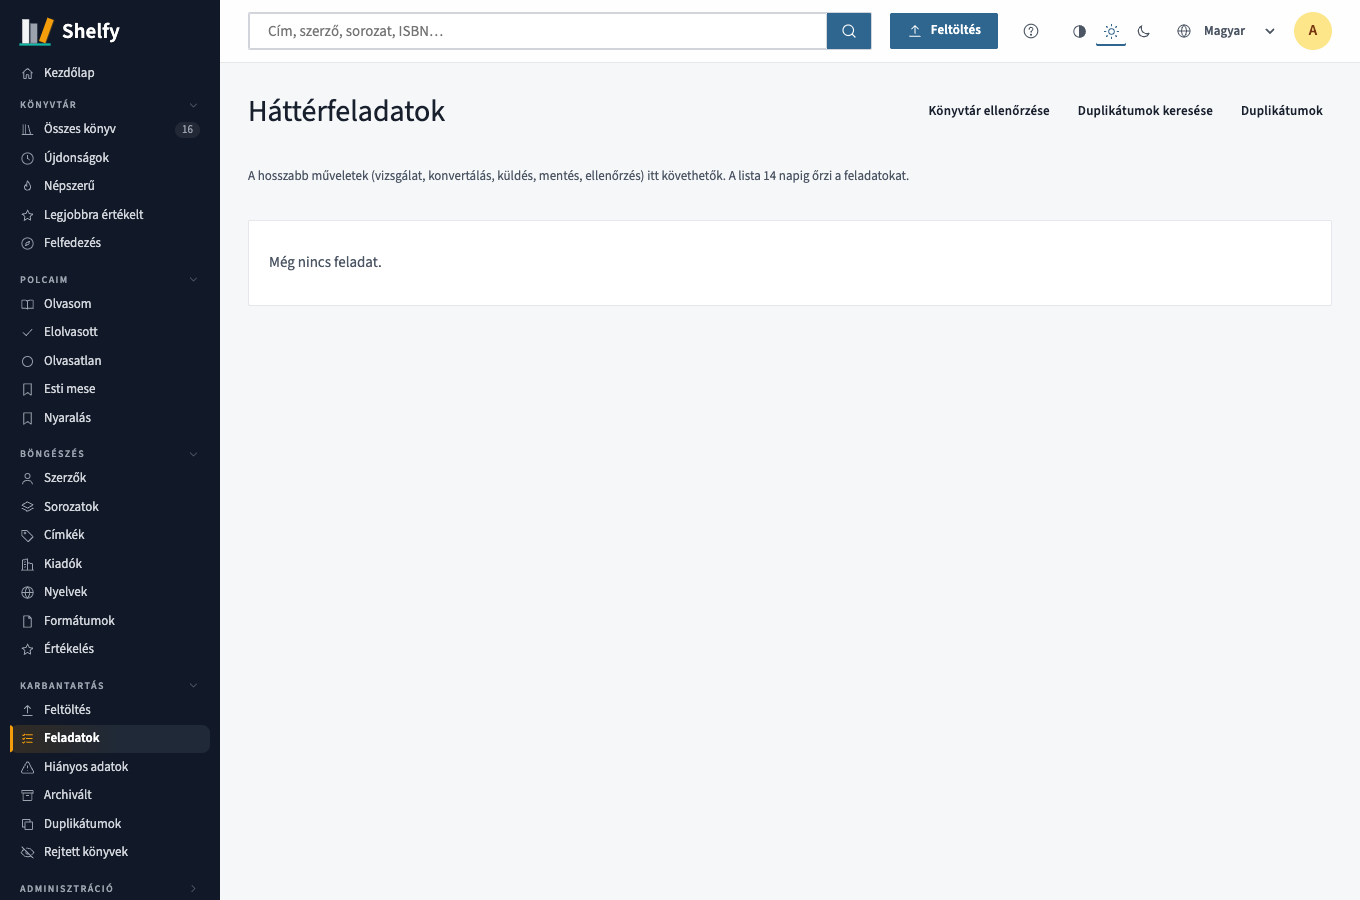 Shelfy
Cím, szerző, sorozat, ISBN…
Feltöltés
Magyar
A
Kezdőlap
KÖNYVTÁR
Összes könyv 16
Újdonságok
Népszerű
Legjobbra értékelt
Felfedezés
POLCAIM
Olvasom
Elolvasott
Olvasatlan
Esti mese
Nyaralás
BÖNGÉSZÉS
Szerzők
Sorozatok
Címkék
Kiadók
Nyelvek
Formátumok
Értékelés
KARBANTARTÁS
Feltöltés
Feladatok
Hiányos adatok
Archivált
Duplikátumok
Rejtett könyvek
ADMINISZTRÁCIÓ
Háttérfeladatok
Könyvtár ellenőrzése
Duplikátumok keresése
Duplikátumok
A hosszabb műveletek (vizsgálat, konvertálás, küldés, mentés, ellenőrzés) itt követhetők. A lista 14 napig őrzi a feladatokat.
Még nincs feladat.